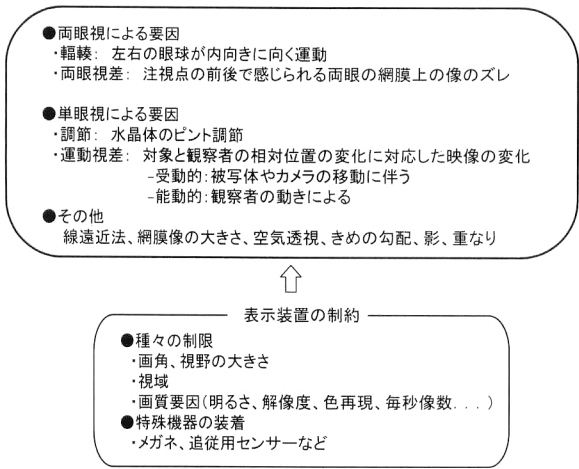 ●両眼視による要因
・輻輳： 左右の眼球が内向きに向く運動
・両眼視差： 注視点の前後で感じられる両眼の網膜上の像のズレ
●単眼視による要因
・調節： 水晶体のピント調節
・運動視差： 対象と観察者の相対位置の変化に対応した映像の変化
−受動的：被写体やカメラの移動に伴う
−能動的：観察者の動きによる
●その他
線遠近法、網膜像の大きさ、空気透視、きめの勾配、影、重なり
表示装置の制約
●種々の制限
・画角、視野の大きさ
・視域
・画質要因（明るさ、解像度、色再現、毎秒像数．．．）
●特殊機器の装着
・メガネ、追従用センサーなど